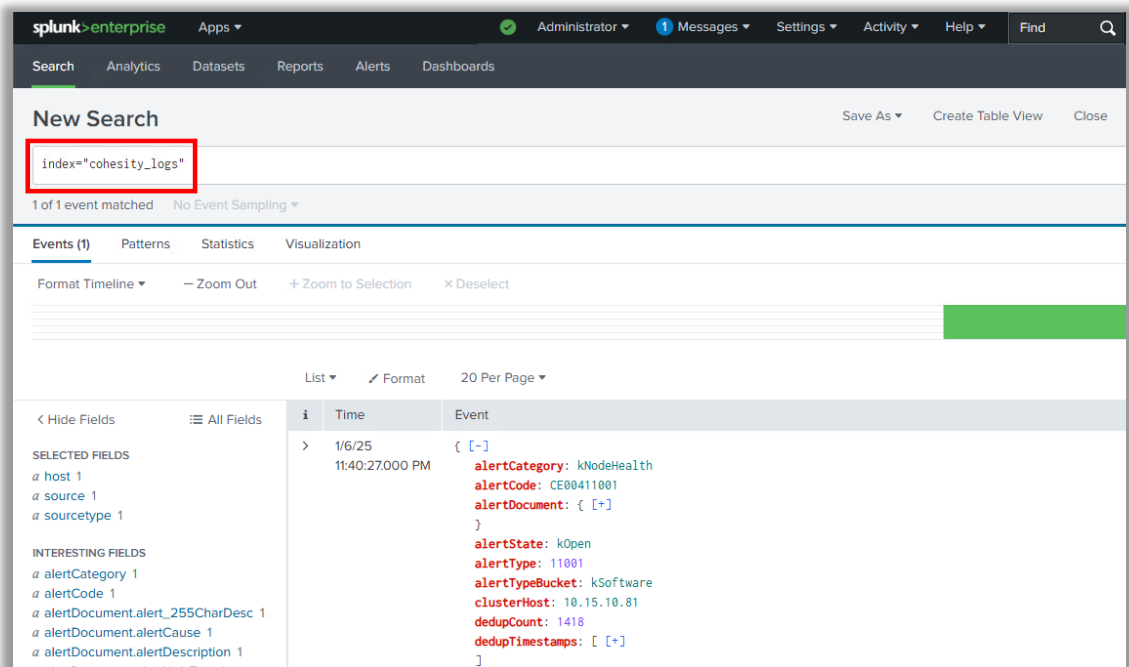 splunk>enterprise Apps ▾ Administrator ▾ 1 Messages ▾ Settings ▾ Activity ▾ Help ▾ Find
Search Analytics Datasets Reports Alerts Dashboards
New Search Save As ▾ Create Table View Close
index="cohesity_logs"
1 of 1 event matched No Event Sampling ▾
Events (1) Patterns Statistics Visualization
Format Timeline ▾ — Zoom Out + Zoom to Selection × Deselect
List ▾ Format 20 Per Page ▾
< Hide Fields All Fields i Time Event
SELECTED FIELDS
a host 1
a source 1
a sourcetype 1
INTERESTING FIELDS
a alertCategory 1
a alertCode 1
a alertDocument.alert_255CharDesc 1
a alertDocument.alertCause 1
a alertDocument.alertDescription 1
> 1/6/25
11:40:27.000 PM
{ [-]
alertCategory: kNodeHealth
alertCode: CE00411001
alertDocument: { [+]
}
alertState: kOpen
alertType: 11001
alertTypeBucket: kSoftware
clusterHost: 10.15.10.81
dedupCount: 1418
dedupTimestamps: [ [+]
]